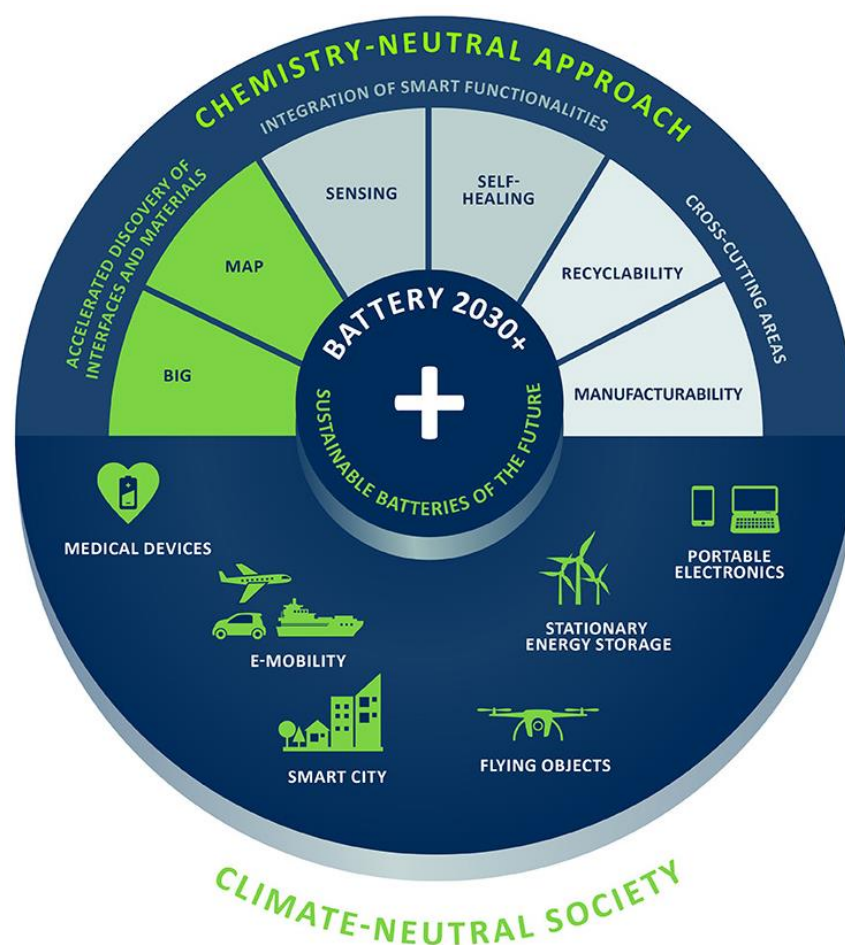 CHEMISTRY-NEUTRAL APPROACH
INTEGRATION OF SMART FUNCTIONALITIES
ACCELERATED DISCOVERY OF
INTERFACES AND MATERIALS
CROSS-CUTTING AREAS
BIG
MAP
SENSING
SELF-
HEALING
RECYCLABILITY
MANUFACTURABILITY
BATTERY 2030+
+
SUSTAINABLE BATTERIES OF THE FUTURE
MEDICAL DEVICES
E-MOBILITY
SMART CITY
FLYING OBJECTS
STATIONARY
ENERGY STORAGE
PORTABLE
ELECTRONICS
CLIMATE-NEUTRAL SOCIETY